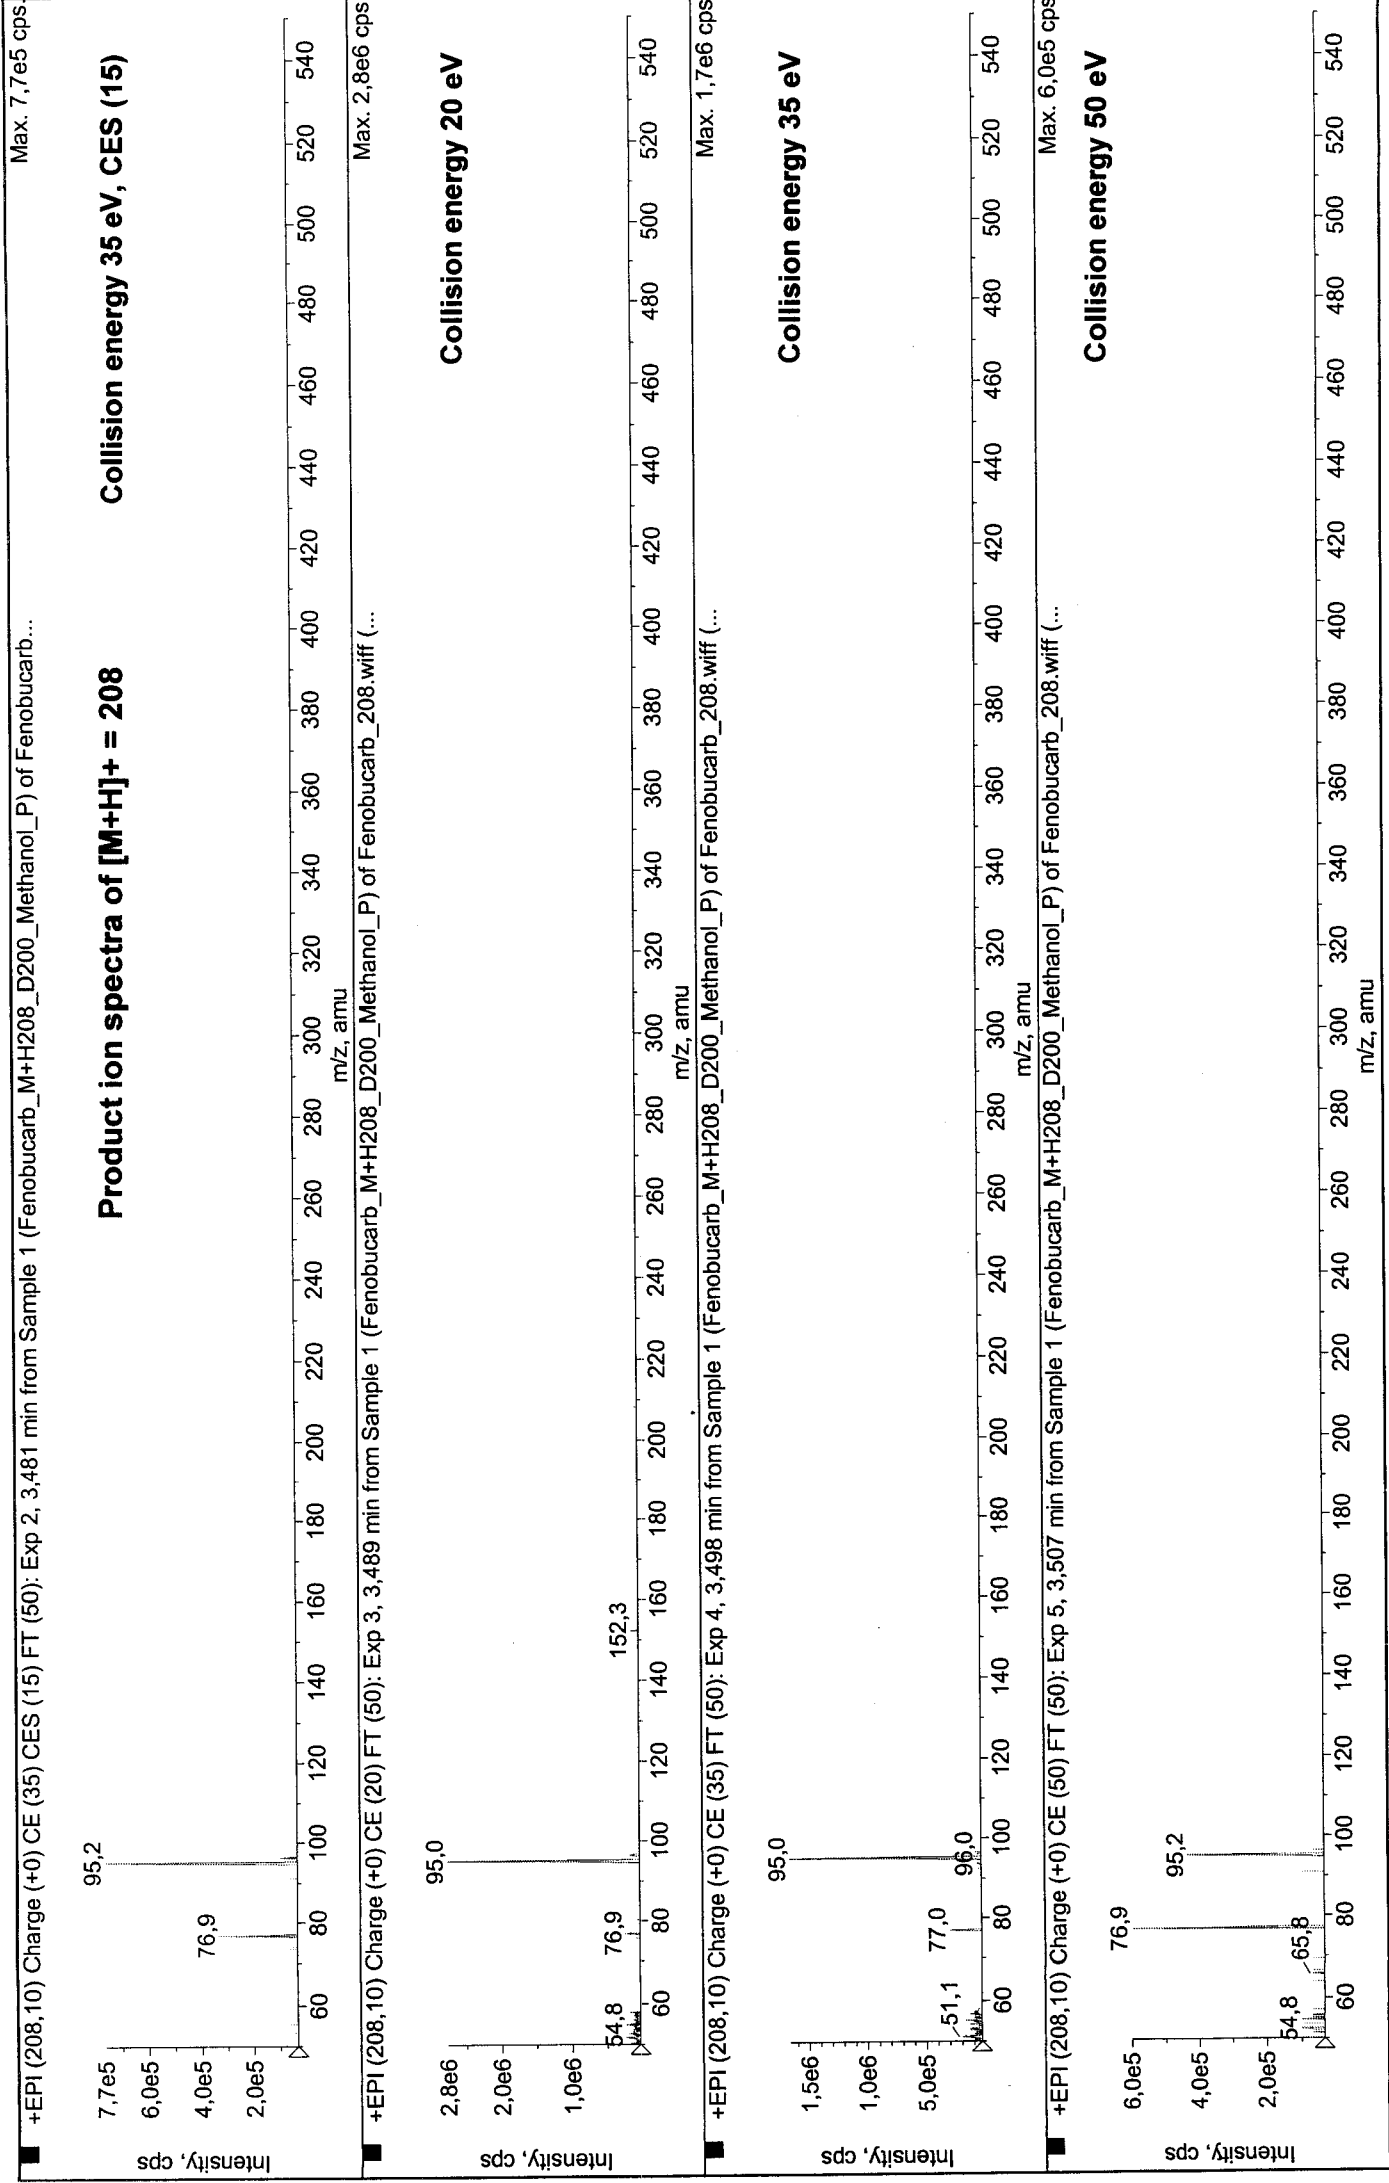 +EPI (208,10) Charge (+0) CE (35) CES (15) FT (50): Exp 2, 3,481 min from Sample 1 (Fenobucarb_M+H208_D200_Methanol_P) of Fenobucarb... Max. 7,7e5 cps.
Product ion spectra of [M+H]+ = 208 Collision energy 35 eV, CES (15)
Intensity, cps
7,7e5
6,0e5
4,0e5
2,0e5
95,2
76,9
60 80 100 120 140 160 180 200 220 240 260 280 300 320 340 360 380 400 420 440 460 480 500 520 540
m/z, amu
+EPI (208,10) Charge (+0) CE (20) FT (50): Exp 3, 3,489 min from Sample 1 (Fenobucarb_M+H208_D200_Methanol_P) of Fenobucarb_208.wiff (... Max. 2,8e6 cps
Collision energy 20 eV
Intensity, cps
2,8e6
2,0e6
1,0e6
95,0
54,8
76,9
152,3
60 80 100 120 140 160 180 200 220 240 260 280 300 320 340 360 380 400 420 440 460 480 500 520 540
m/z, amu
+EPI (208,10) Charge (+0) CE (35) FT (50): Exp 4, 3,498 min from Sample 1 (Fenobucarb_M+H208_D200_Methanol_P) of Fenobucarb_208.wiff (... Max. 1,7e6 cps
Collision energy 35 eV
Intensity, cps
1,5e6
1,0e6
5,0e5
95,0
77,0
51,1
96,0
60 80 100 120 140 160 180 200 220 240 260 280 300 320 340 360 380 400 420 440 460 480 500 520 540
m/z, amu
+EPI (208,10) Charge (+0) CE (50) FT (50): Exp 5, 3,507 min from Sample 1 (Fenobucarb_M+H208_D200_Methanol_P) of Fenobucarb_208.wiff (... Max. 6,0e5 cps
Collision energy 50 eV
Intensity, cps
6,0e5
4,0e5
2,0e5
76,9
95,2
54,8
65,8
60 80 100 120 140 160 180 200 220 240 260 280 300 320 340 360 380 400 420 440 460 480 500 520 540
m/z, amu